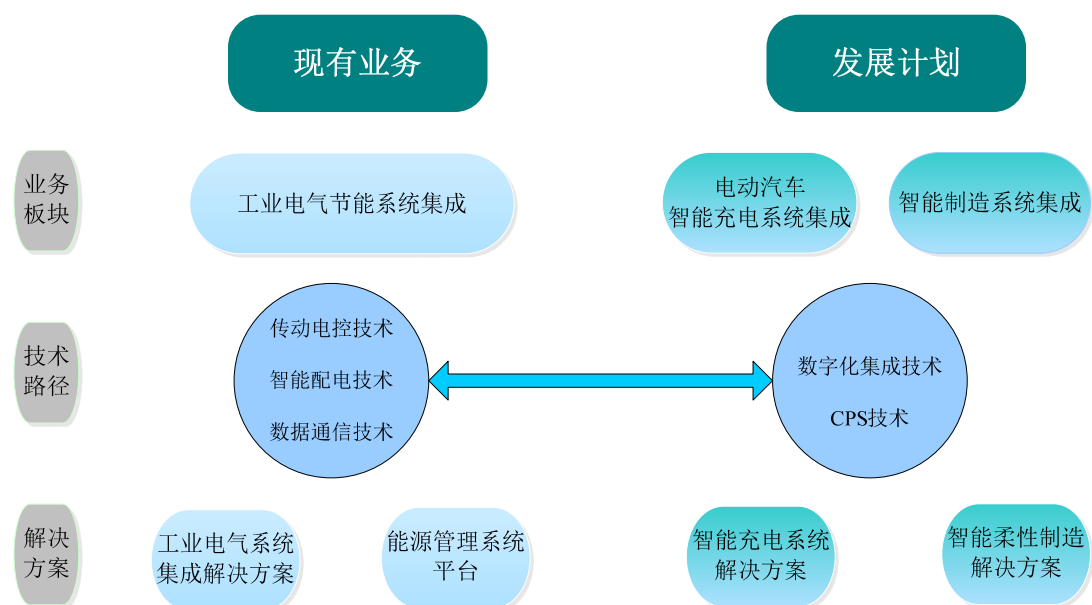 现有业务
发展计划
业务
板块
工业电气节能系统集成
电动汽车
智能充电系统集成
智能制造系统集成
技术
路径
传动电控技术
智能配电技术
数据通信技术
数字化集成技术
CPS技术
解决
方案
工业电气系统
集成解决方案
能源管理系统
平台
智能充电系统
解决方案
智能柔性制造
解决方案